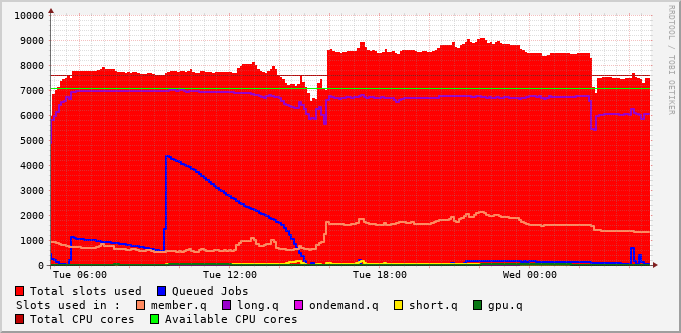 10000
9000
8000
7000
6000
5000
4000
3000
2000
1000
0
Tue 06:00 Tue 12:00 Tue 18:00 Wed 00:00
RRDTOOL / TOBI OETIKER
Total slots used Queued Jobs
Slots used in : member.q long.q ondemand.q short.q gpu.q
Total CPU cores Available CPU cores